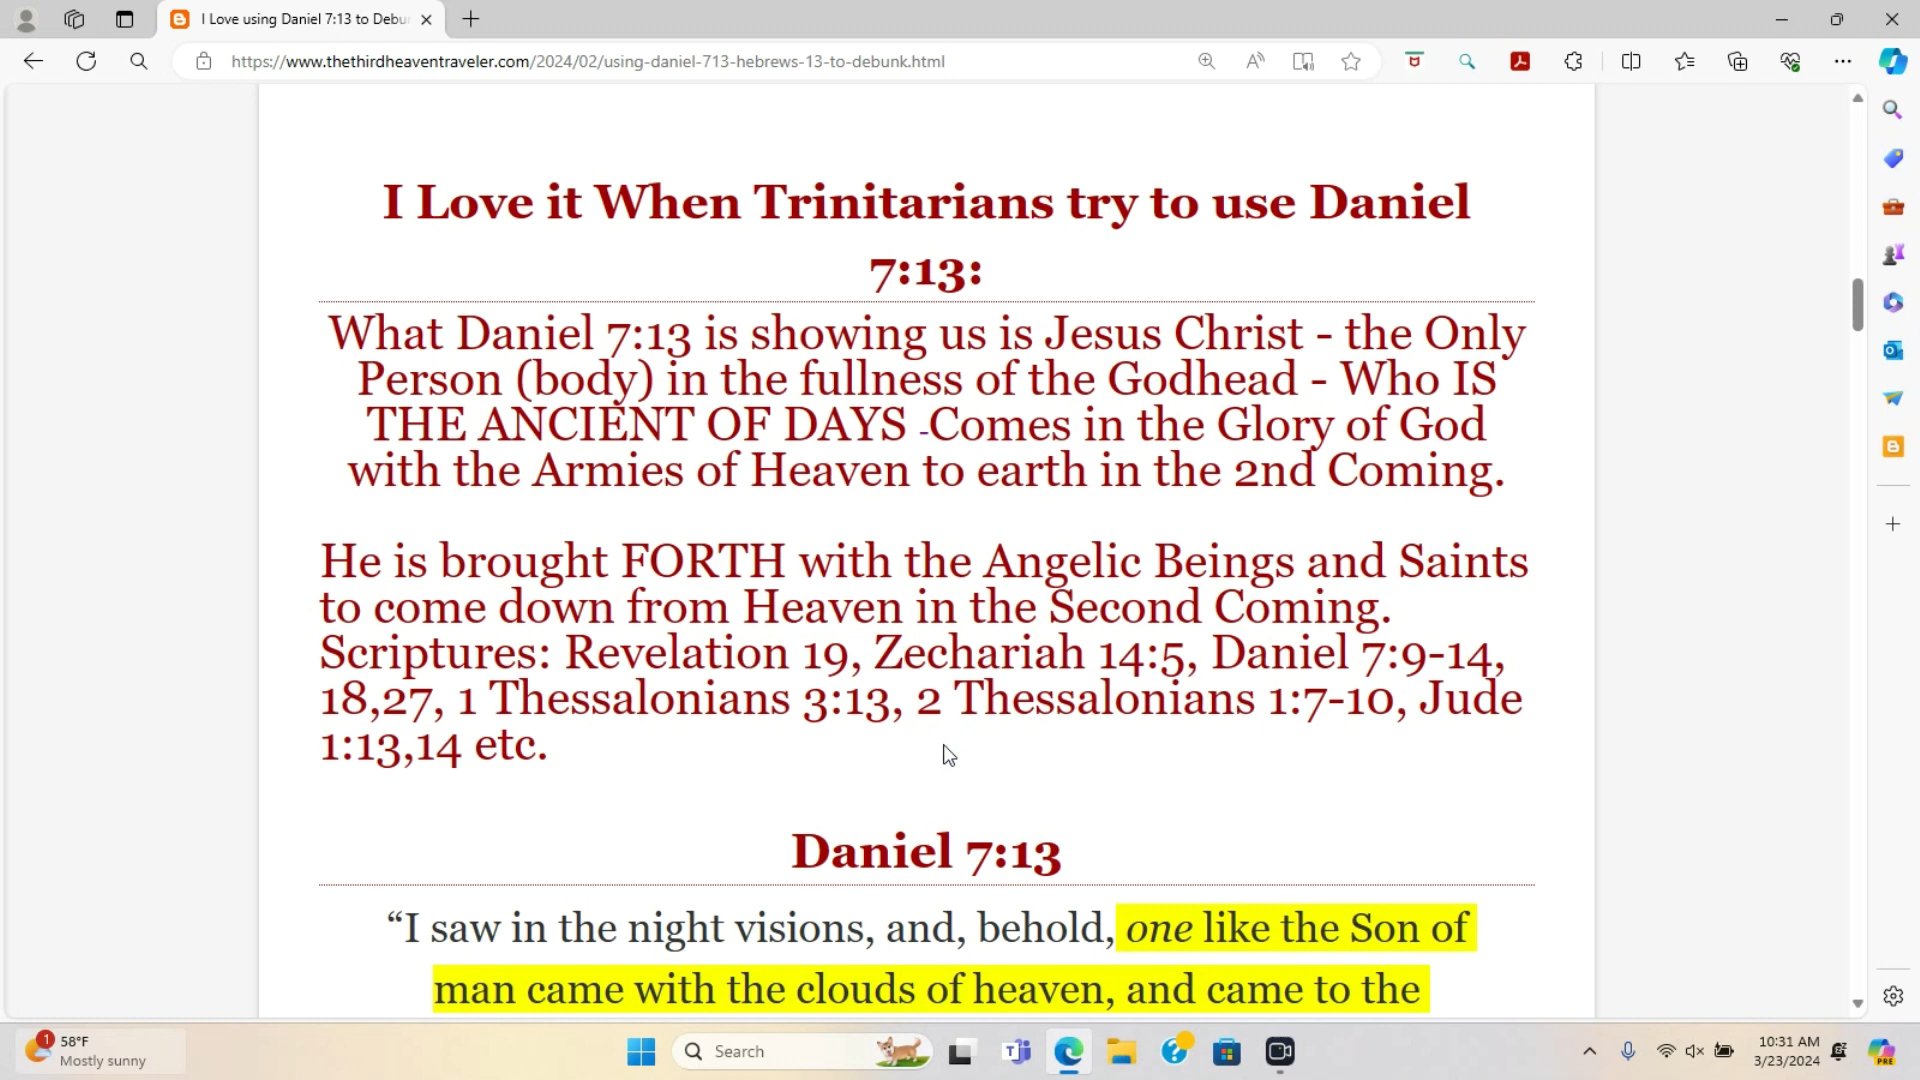 I Love using Daniel 7:13 to Debu
https://www.thethirdheaventraveler.com/2024/02/using-daniel-713-hebrews-13-to-debunk.html
I Love it When Trinitarians try to use Daniel
7:13:
What Daniel 7:13 is showing us is Jesus Christ - the Only
Person (body) in the fullness of the Godhead - Who IS
THE ANCIENT OF DAYS -Comes in the Glory of God
with the Armies of Heaven to earth in the 2nd Coming.
He is brought FORTH with the Angelic Beings and Saints
to come down from Heaven in the Second Coming.
Scriptures: Revelation 19, Zechariah 14:5, Daniel 7:9-14,
18,27, 1 Thessalonians 3:13, 2 Thessalonians 1:7-10, Jude
1:13,14 etc.
Daniel 7:13
“I saw in the night visions, and, behold, one like the Son of
man came with the clouds of heaven, and came to the
1
58°F
Mostly sunny
Search
PRE
10:31 AM
3/23/2024